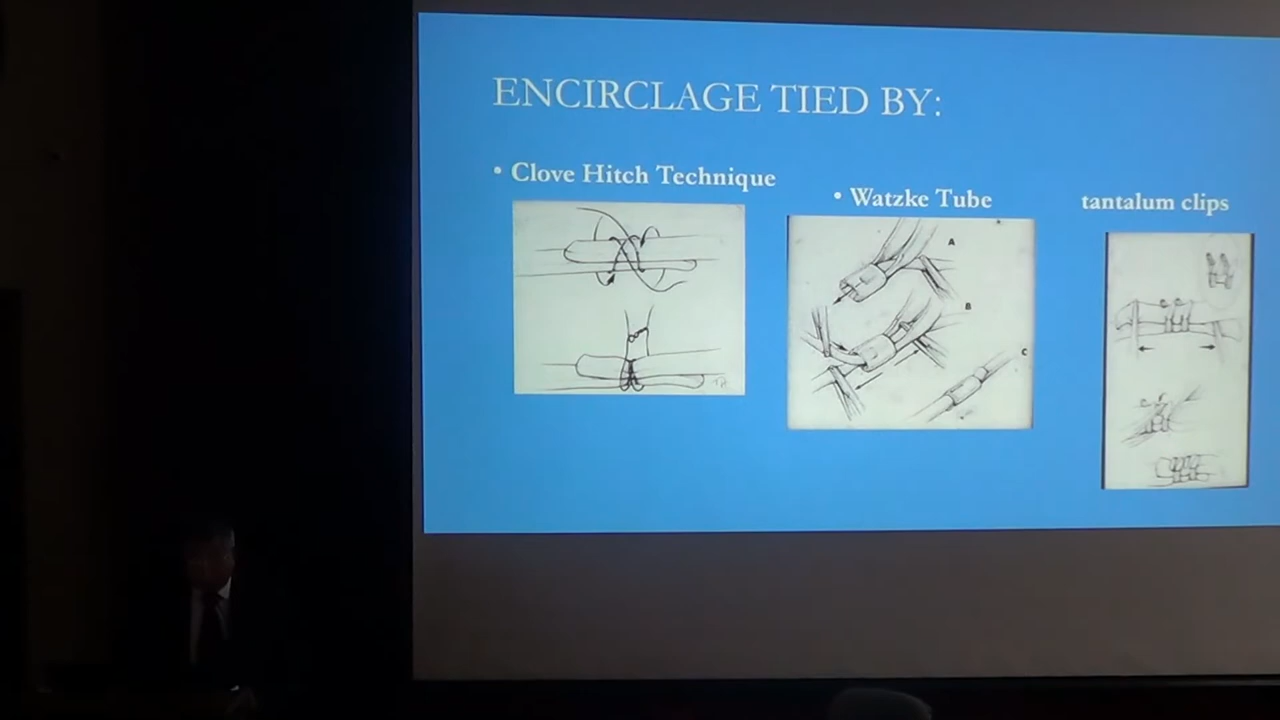 ENCIRCLAGE TIED BY:
• Clove Hitch Technique
• Watzke Tube
tantalum clips
A
B
C